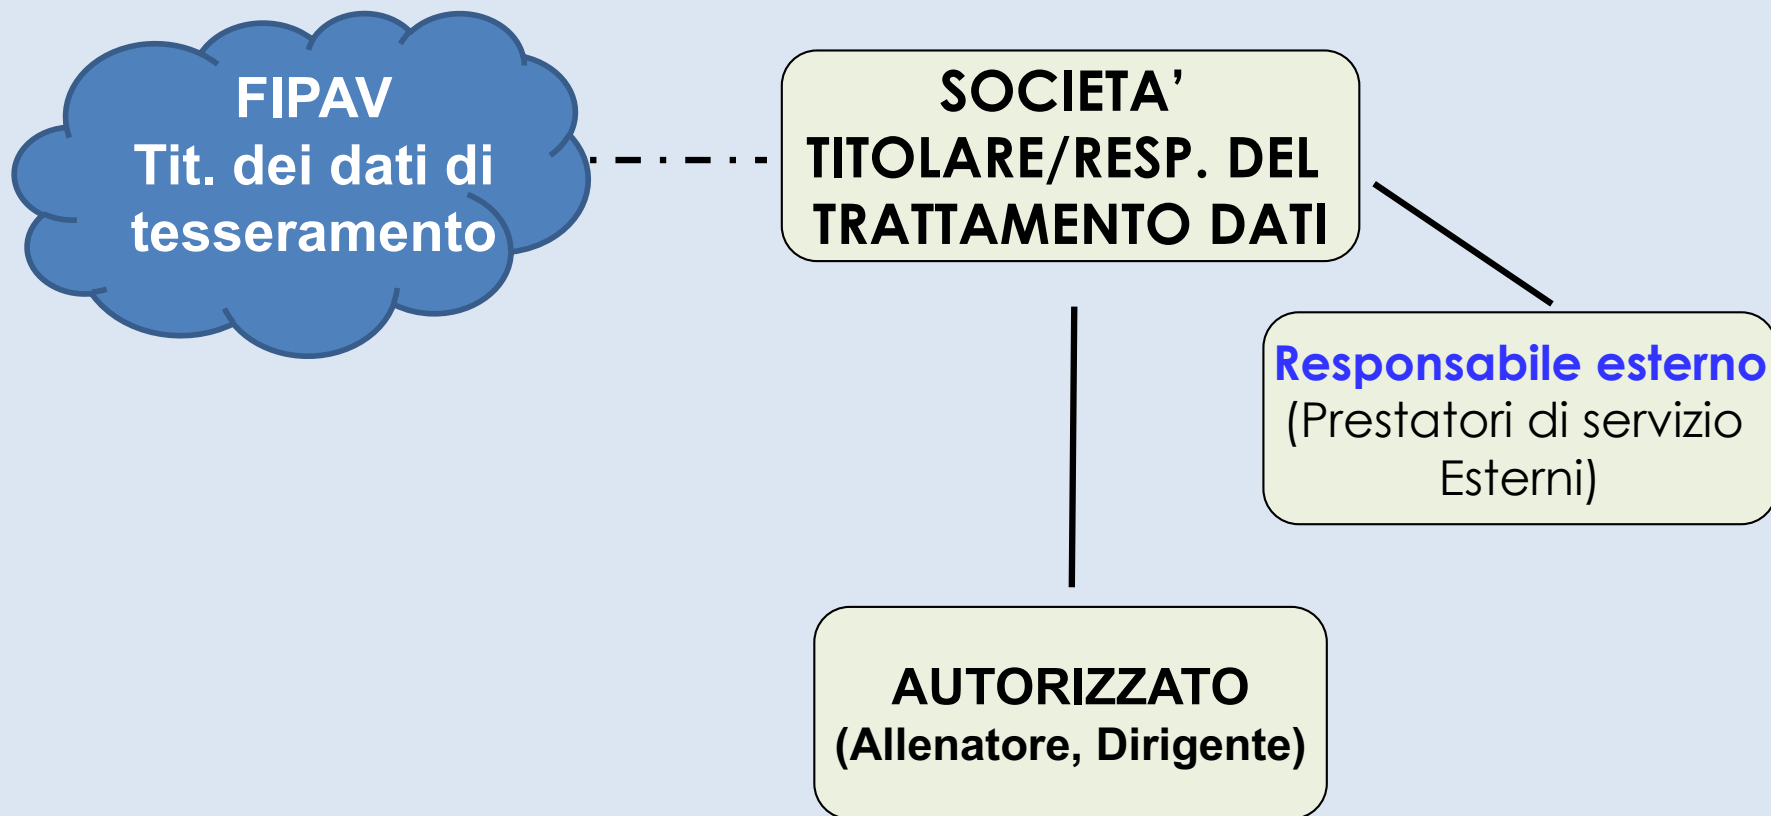 FIPAV
Tit. dei dati di
tesseramento
SOCIETA’
TITOLARE/RESP. DEL
TRATTAMENTO DATI
Responsabile esterno
(Prestatori di servizio
Esterni)
AUTORIZZATO
(Allenatore, Dirigente)